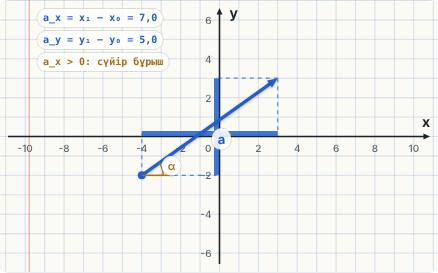 a_x = x₁ − x₀ = 7,0
a_y = y₁ − y₀ = 5,0
a_x > 0: сүйір бұрыш
y
6
4
2
x
-10 -8 -6 -4 -2 0 2 4 6 8 10
a
α
-2
-4
-6